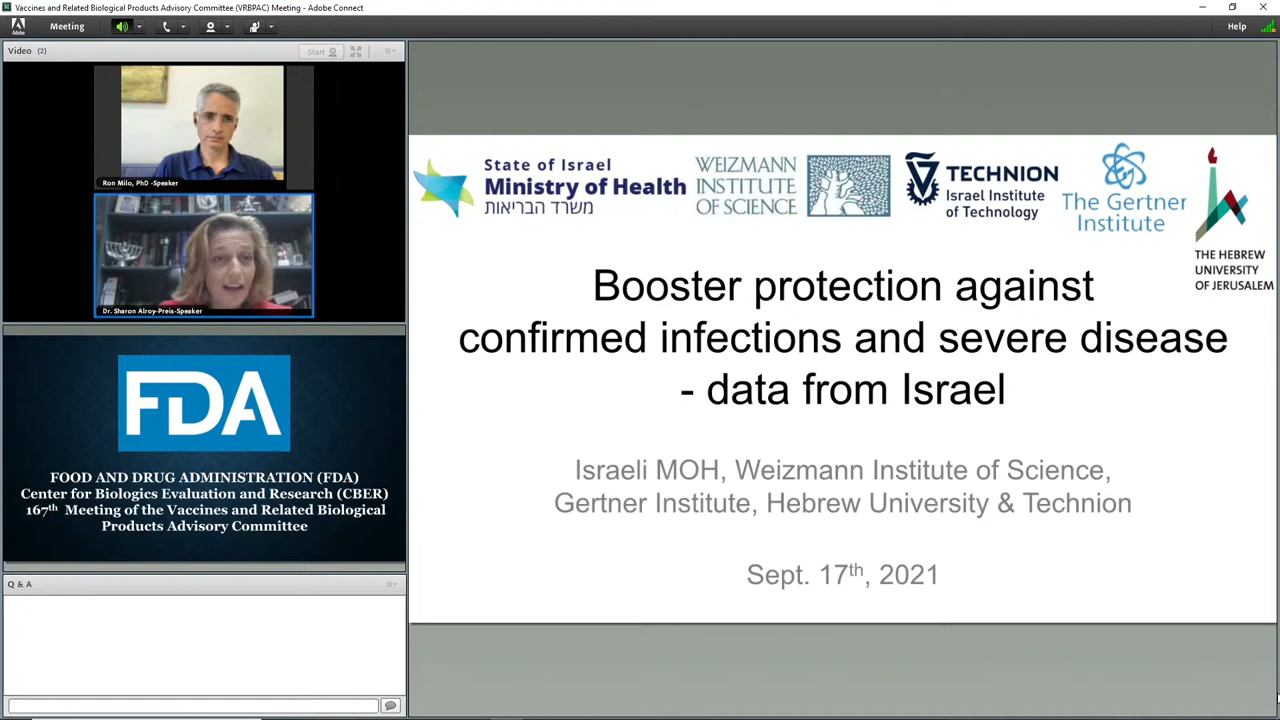 Vaccines and Related Biological Products Advisory Committee (VRBPAC) Meeting - Adobe Connect
Adobe
Meeting
Help
Video (2)
Start
Ron Milo, PhD -Speaker
Dr. Sharon Alroy-Preis-Speaker
FDA
FOOD AND DRUG ADMINISTRATION (FDA)
Center for Biologics Evaluation and Research (CBER)
167th Meeting of the Vaccines and Related Biological
Products Advisory Committee
Q & A
State of Israel
Ministry of Health
משרד הבריאות
WEIZMANN
INSTITUTE
OF SCIENCE
TECHNION
Israel Institute
of Technology
The Gertner
Institute
THE HEBREW
UNIVERSITY
OF JERUSALEM
Booster protection against
confirmed infections and severe disease
- data from Israel
Israeli MOH, Weizmann Institute of Science,
Gertner Institute, Hebrew University & Technion
Sept. 17th, 2021